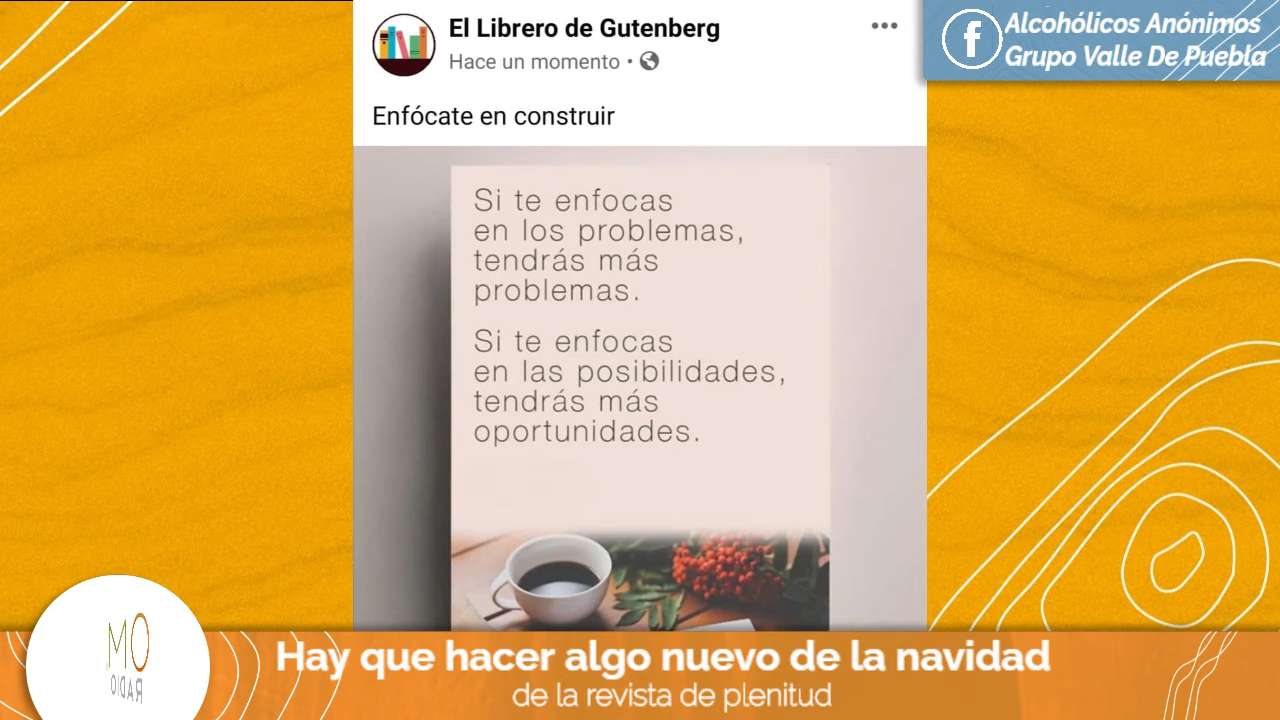 El Librero de Gutenberg
Hace un momento •
Enfócate en construir
Si te enfocas
en los problemas,
tendrás más
problemas.
Si te enfocas
en las posibilidades,
tendrás más
oportunidades.
f
Alcohólicos Anónimos
Grupo Valle De Puebla
OM
RADIO
Hay que hacer algo nuevo de la navidad
de la revista de plenitud